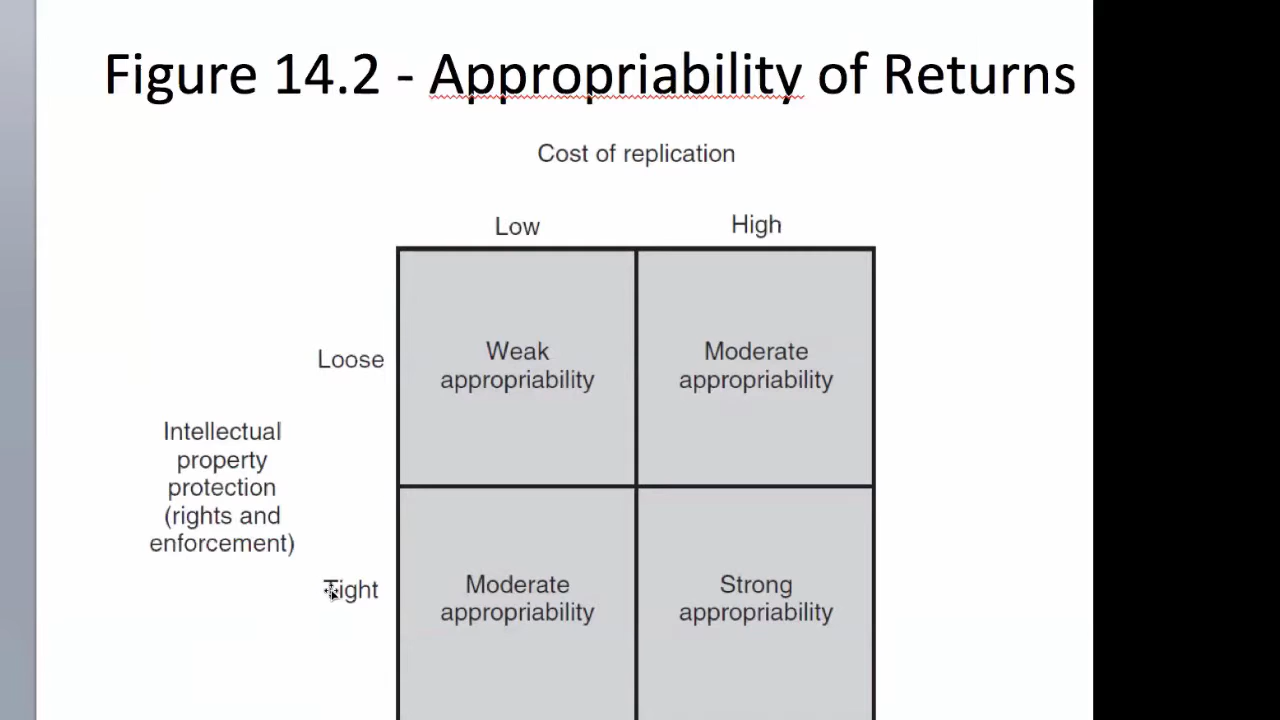 Figure 14.2 - Appropriability of Returns
Cost of replication
Low
High
Loose
Weak
appropriability
Moderate
appropriability
Intellectual
property
protection
(rights and
enforcement)
Tight
Moderate
appropriability
Strong
appropriability